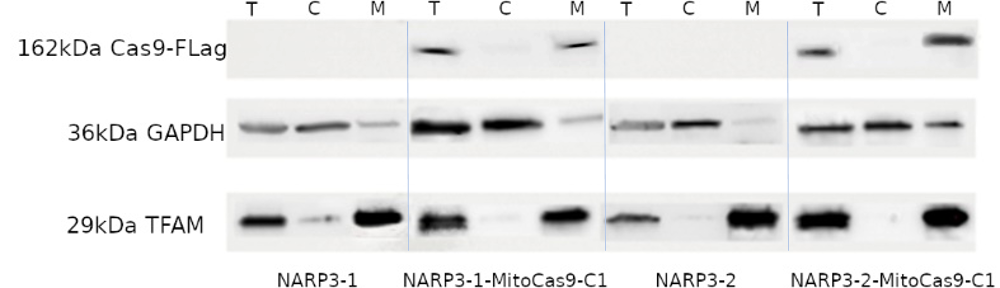 T C M T C M T C M T C M
162kDa Cas9-FLag
36kDa GAPDH
29kDa TFAM
NARP3-1 NARP3-1-MitoCas9-C1 NARP3-2 NARP3-2-MitoCas9-C1